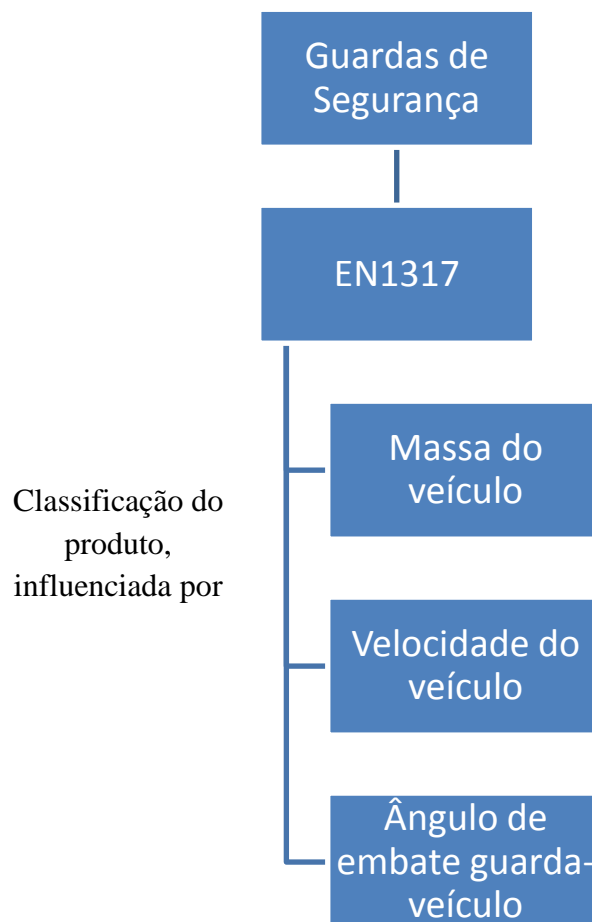 Guardas de
Segurança
EN1317
Massa do
veículo
Classificação do
produto,
influenciada por
Velocidade do
veículo
Ângulo de
embate guarda-
veículo